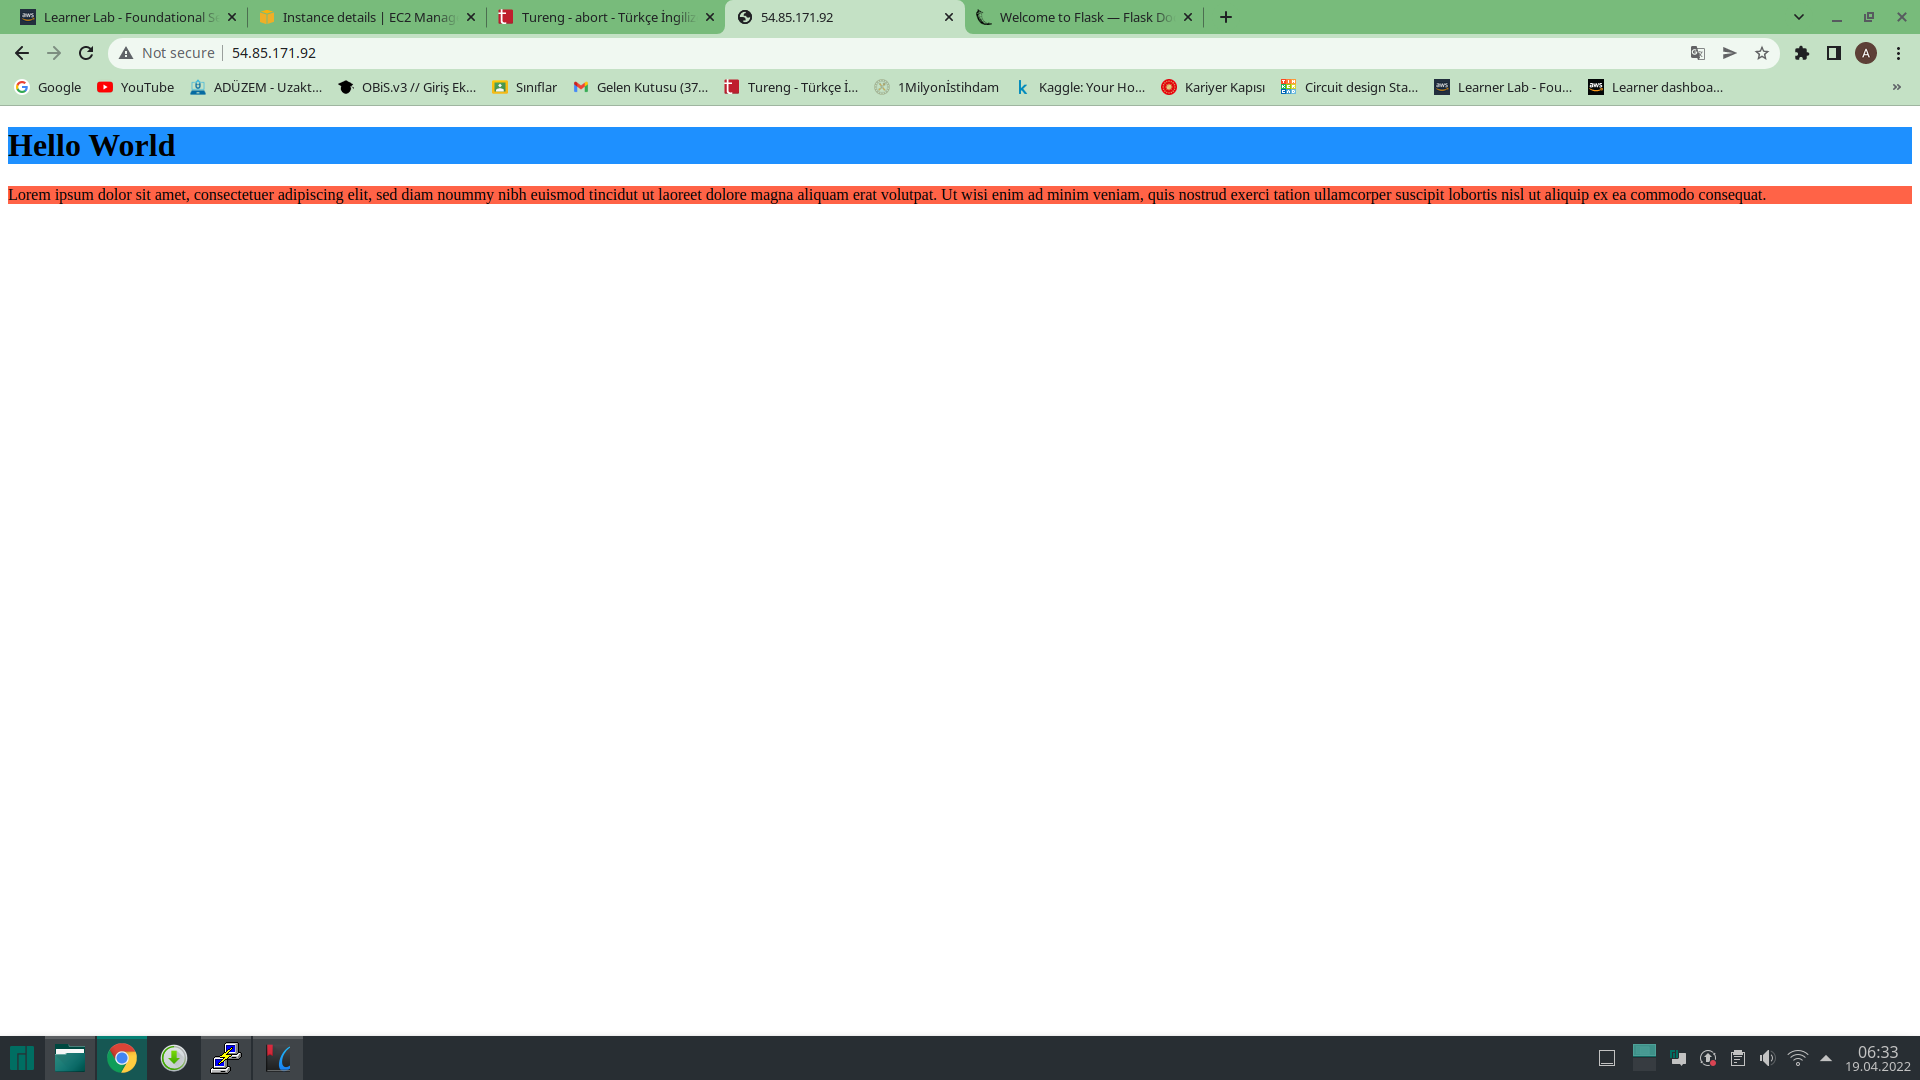 Learner Lab - Foundational Se
Instance details | EC2 Manag
Tureng - abort - Türkçe İngiliz
54.85.171.92
Welcome to Flask — Flask Do
Not secure
54.85.171.92
A
Google
YouTube
ADÜZEM - Uzakt...
OBiS.v3 // Giriş Ek...
Sınıflar
Gelen Kutusu (37...
Tureng - Türkçe İ...
1Milyonİstihdam
Kaggle: Your Ho...
Kariyer Kapısı
Circuit design Sta...
Learner Lab - Fou...
Learner dashboa...
Hello World
Lorem ipsum dolor sit amet, consectetuer adipiscing elit, sed diam noummy nibh euismod tincidut ut laoreet dolore magna aliquam erat volutpat. Ut wisi enim ad minim veniam, quis nostrud exerci tation ullamcorper suscipit lobortis nisl ut aliquip ex ea commodo consequat.
06:33
19.04.2022